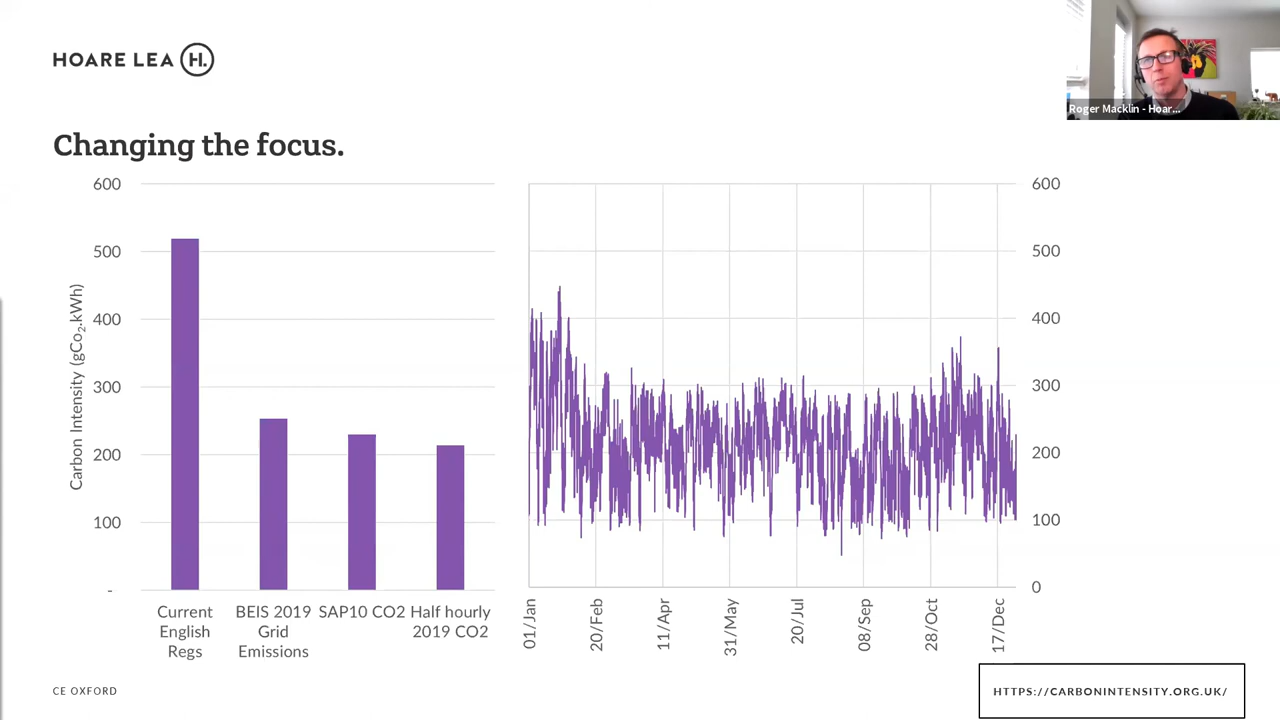 HOARE LEA H.
Roger Macklin - Hoar...
Changing the focus.
Carbon Intensity (gCo₂.kWh)
600
500
400
300
200
100
-
Current English Regs
BEIS 2019 Grid Emissions
SAP10 CO2
Half hourly 2019 CO2
600
500
400
300
200
100
0
01/Jan
20/Feb
11/Apr
31/May
20/Jul
08/Sep
28/Oct
17/Dec
CE OXFORD
HTTPS://CARBONINTENSITY.ORG.UK/